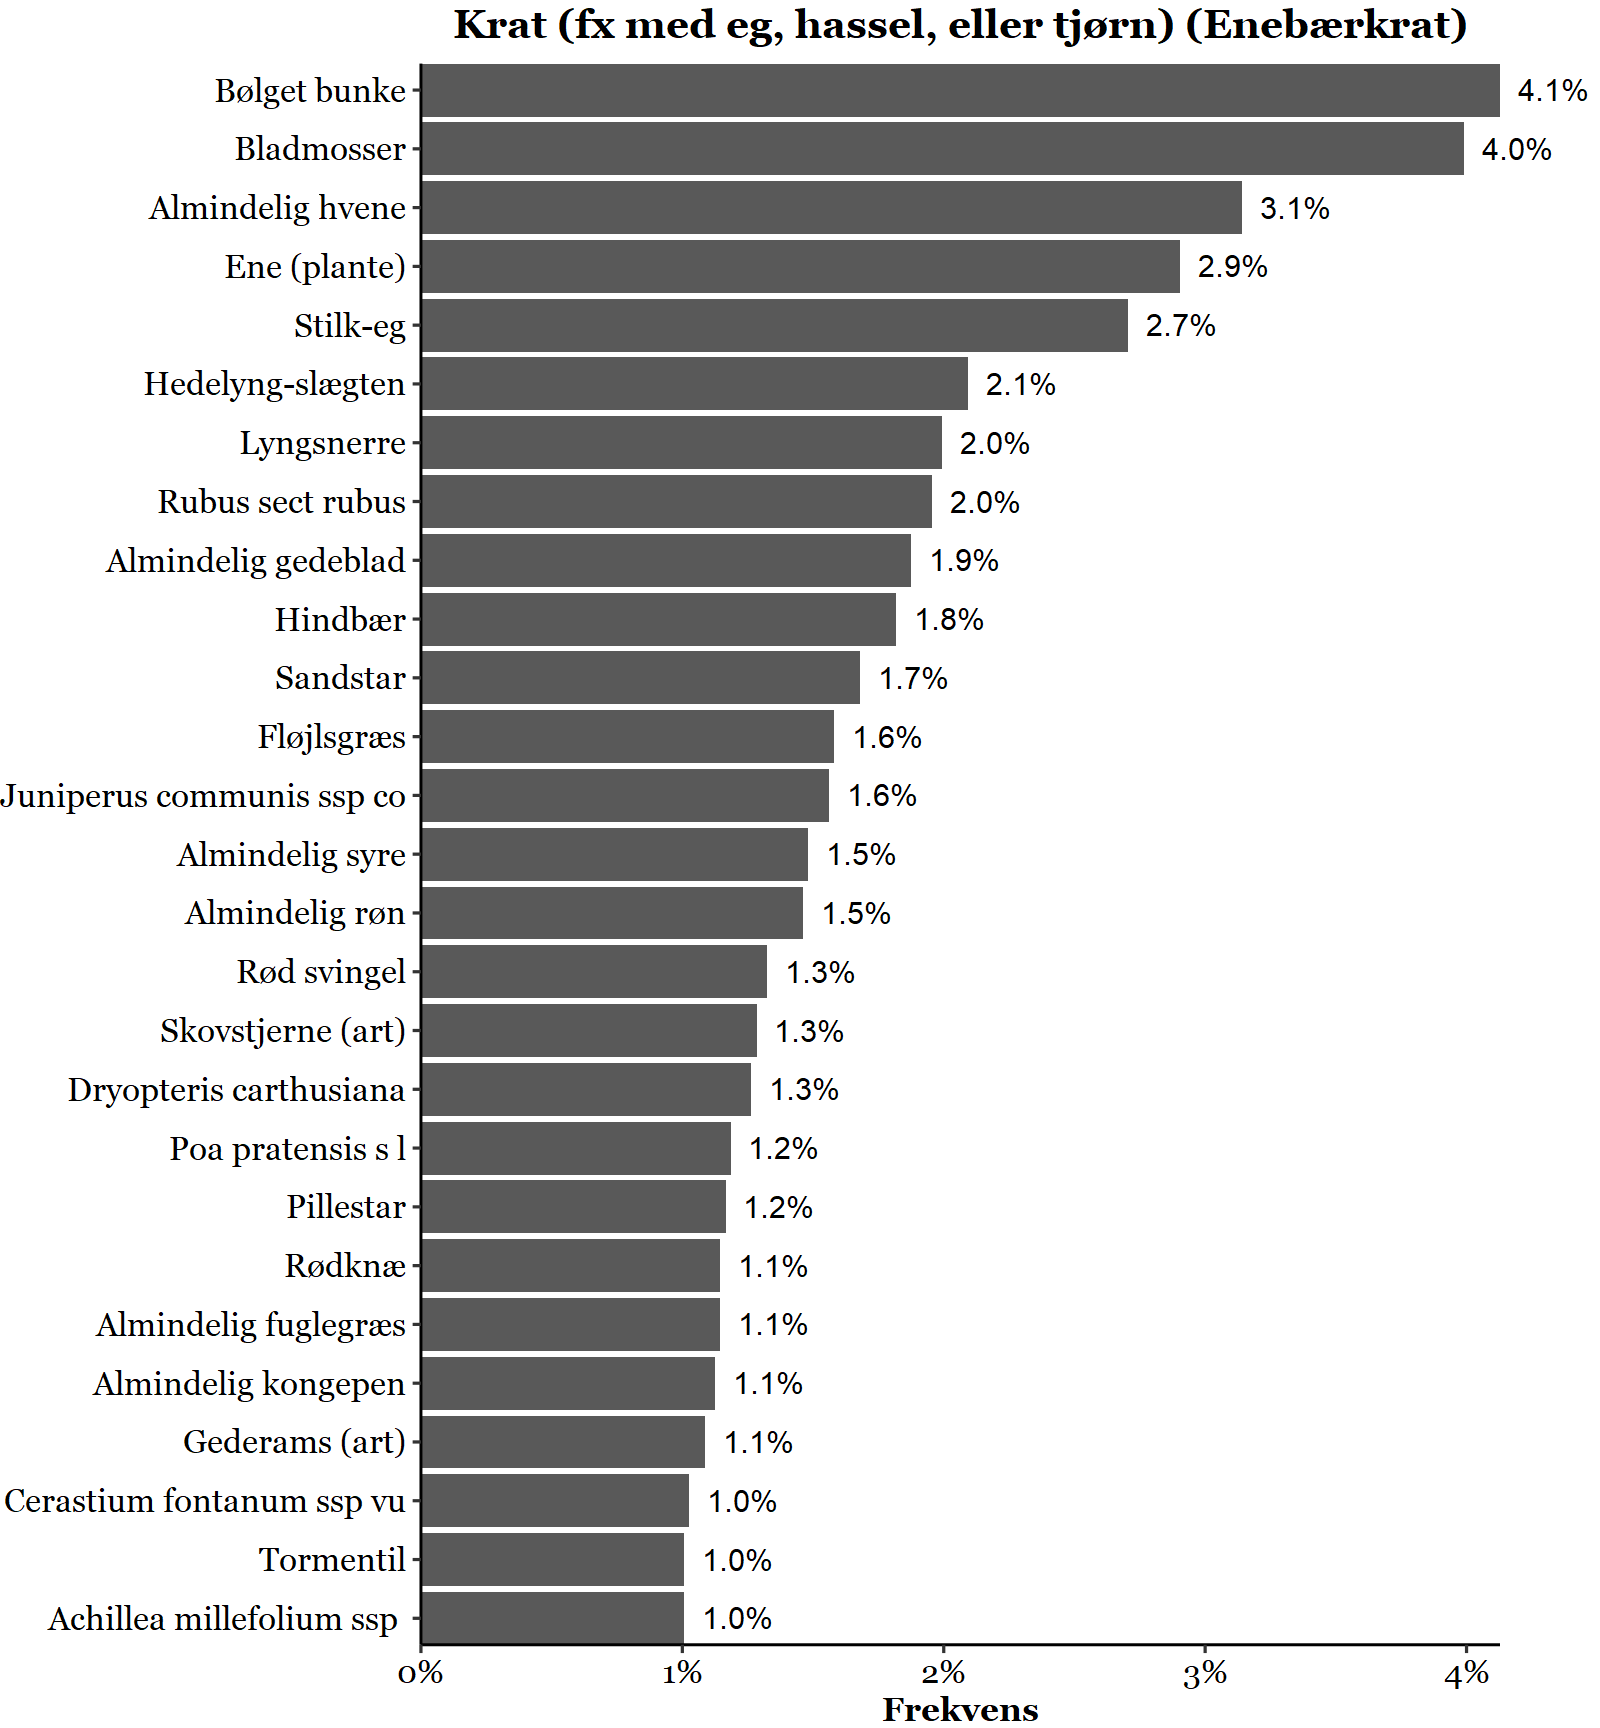 Krat (fx med eg, hassel, eller tjørn) (Enebærkrat)
Bølget bunke 4.1%
Bladmosser 4.0%
Almindelig hvene 3.1%
Ene (plante) 2.9%
Stilk-eg 2.7%
Hedelyng-slægten 2.1%
Lyngsnerre 2.0%
Rubus sect rubus 2.0%
Almindelig gedeblad 1.9%
Hindbær 1.8%
Sandstar 1.7%
Fløjlsgræs 1.6%
Juniperus communis ssp co 1.6%
Almindelig syre 1.5%
Almindelig røn 1.5%
Rød svingel 1.3%
Skovstjerne (art) 1.3%
Dryopteris carthusiana 1.3%
Poa pratensis s l 1.2%
Pillestar 1.2%
Rødknæ 1.1%
Almindelig fuglegræs 1.1%
Almindelig kongepen 1.1%
Gederams (art) 1.1%
Cerastium fontanum ssp vu 1.0%
Tormentil 1.0%
Achillea millefolium ssp 1.0%
0% 1% 2% 3% 4%
Frekvens